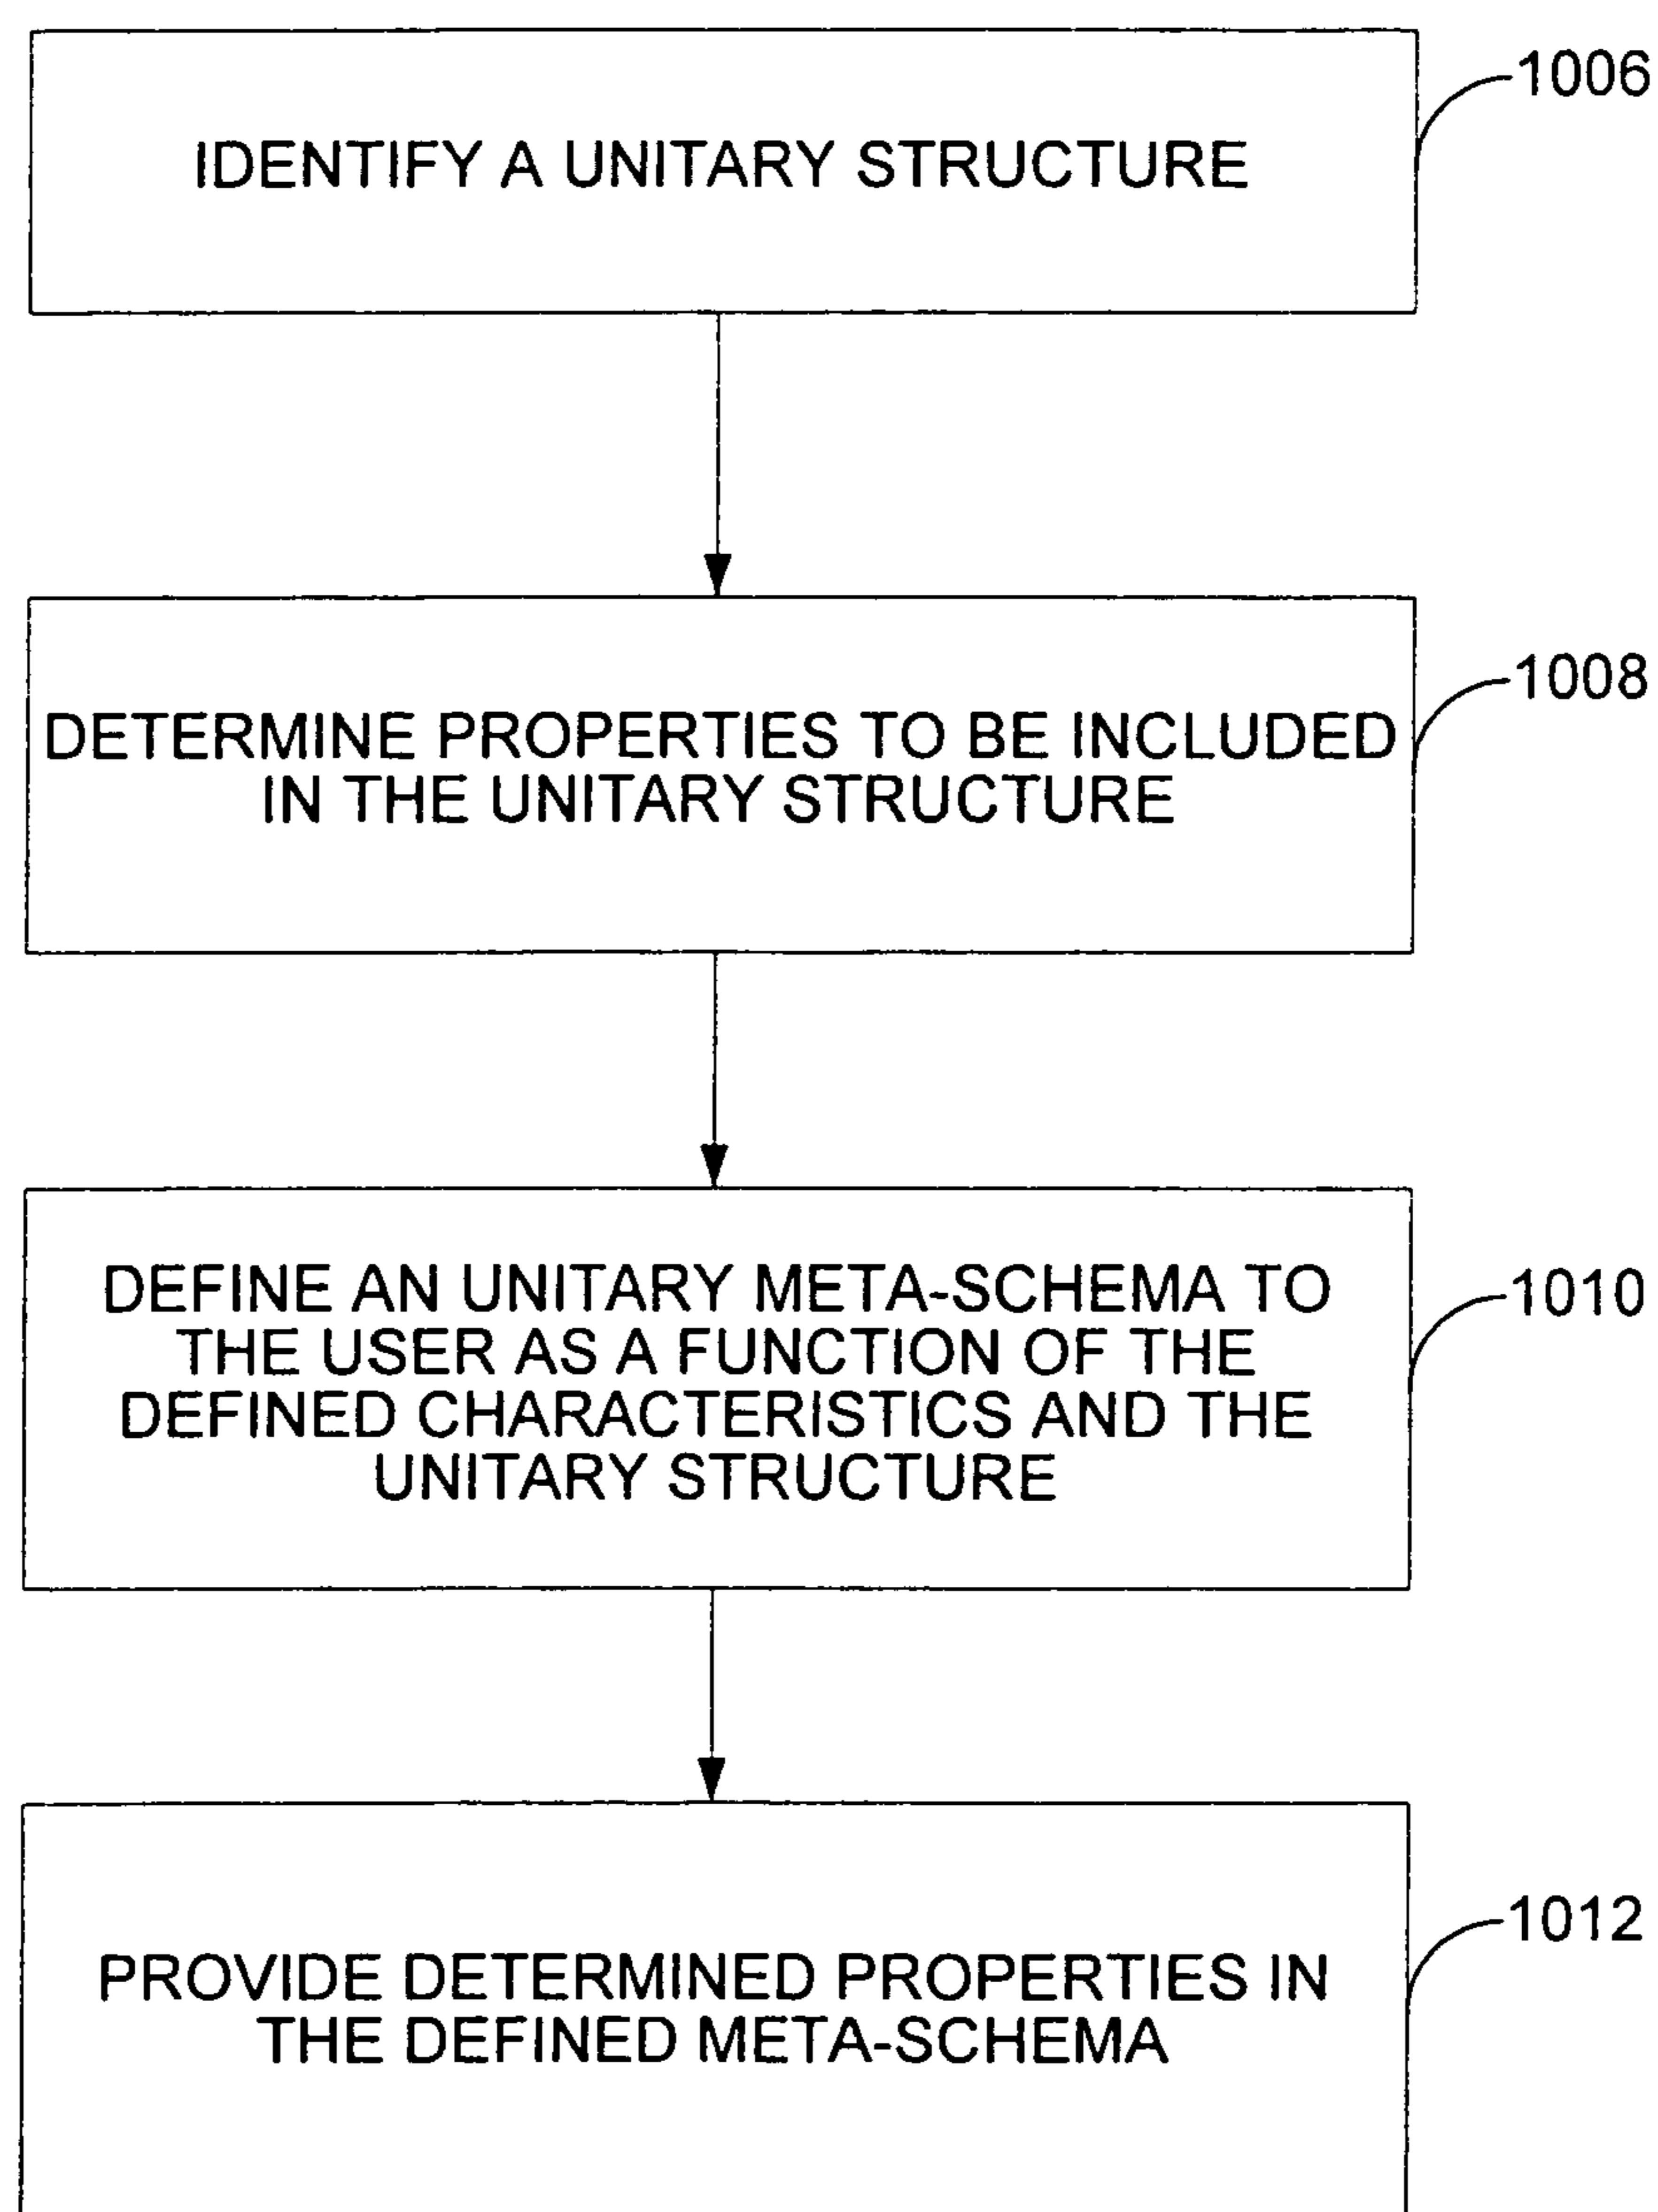 1006
IDENTIFY A UNITARY STRUCTURE
1008
DETERMINE PROPERTIES TO BE INCLUDED
IN THE UNITARY STRUCTURE
1010
DEFINE AN UNITARY META-SCHEMA TO
THE USER AS A FUNCTION OF THE
DEFINED CHARACTERISTICS AND THE
UNITARY STRUCTURE
1012
PROVIDE DETERMINED PROPERTIES IN
THE DEFINED META-SCHEMA